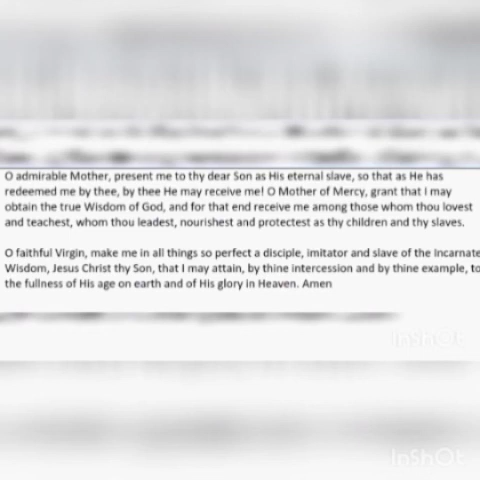 O admirable Mother, present me to thy dear Son as His eternal slave, so that as He has
redeemed me by thee, by thee He may receive me! O Mother of Mercy, grant that I may
obtain the true Wisdom of God, and for that end receive me among those whom thou lovest
and teachest, whom thou leadest, nourishest and protectest as thy children and thy slaves.
O faithful Virgin, make me in all things so perfect a disciple, imitator and slave of the Incarnate
Wisdom, Jesus Christ thy Son, that I may attain, by thine intercession and by thine example, to
the fullness of His age on earth and of His glory in Heaven. Amen
InShOt
InShOt